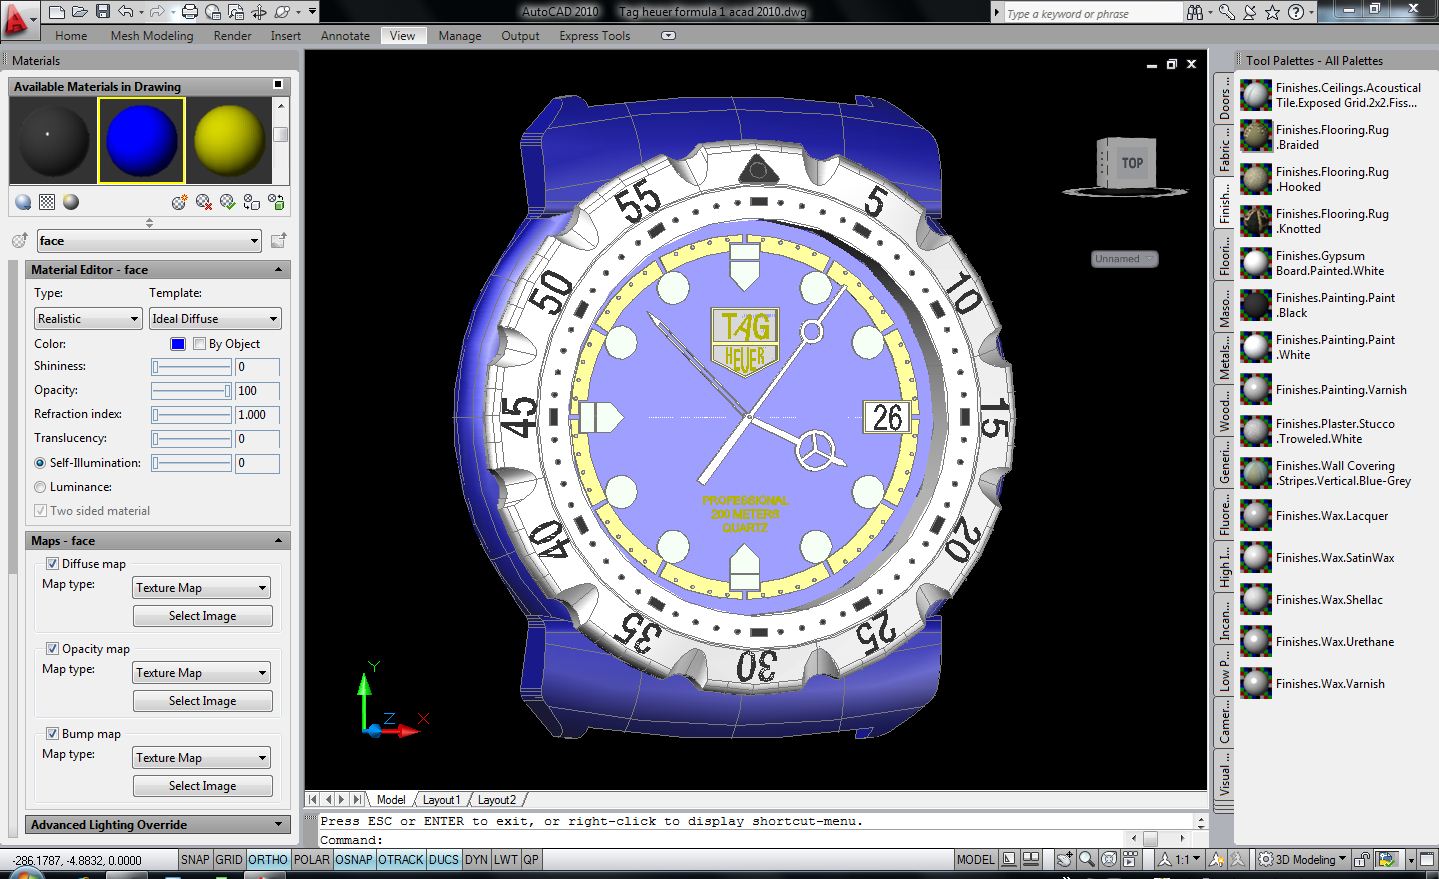 AutoCAD 2010 Tag heuer formula 1 acad 2010.dwg
Type a keyword or phrase
Home Mesh Modeling Render Insert Annotate View Manage Output Express Tools
Materials
Available Materials in Drawing
face
Material Editor - face
Type: Template:
Realistic Ideal Diffuse
Color: By Object
Shininess: 0
Opacity: 100
Refraction index: 1.000
Translucency: 0
Self-Illumination: 0
Luminance:
Two sided material
Maps - face
Diffuse map
Map type: Texture Map
Select Image
Opacity map
Map type: Texture Map
Select Image
Bump map
Map type: Texture Map
Select Image
Advanced Lighting Override
5
10
15
20
25
30
35
40
45
50
55
TAG
HEUER
26
PROFESSIONAL
200 METERS
QUARTZ
TOP
Unnamed
Y
Z X
Model Layout1 Layout2
Press ESC or ENTER to exit, or right-click to display shortcut-menu.
Command:
Doors ...
Fabric ...
Finish...
Floori...
Maso...
Metals...
Wood...
Generi...
Fluore...
High I...
Incan...
Low P...
Camer...
Visual ...
Tool Palettes - All Palettes
Finishes.Ceilings.Acoustical
Tile.Exposed Grid.2x2.Fiss...
Finishes.Flooring.Rug
.Braided
Finishes.Flooring.Rug
.Hooked
Finishes.Flooring.Rug
.Knotted
Finishes.Gypsum
Board.Painted.White
Finishes.Painting.Paint
.Black
Finishes.Painting.Paint
.White
Finishes.Painting.Varnish
Finishes.Plaster.Stucco
.Troweled.White
Finishes.Wall Covering
.Stripes.Vertical.Blue-Grey
Finishes.Wax.Lacquer
Finishes.Wax.SatinWax
Finishes.Wax.Shellac
Finishes.Wax.Urethane
Finishes.Wax.Varnish
-286.1787, -4.8832, 0.0000 SNAP GRID ORTHO POLAR OSNAP OTRACK DUCS DYN LWT QP MODEL 1:1 3D Modeling